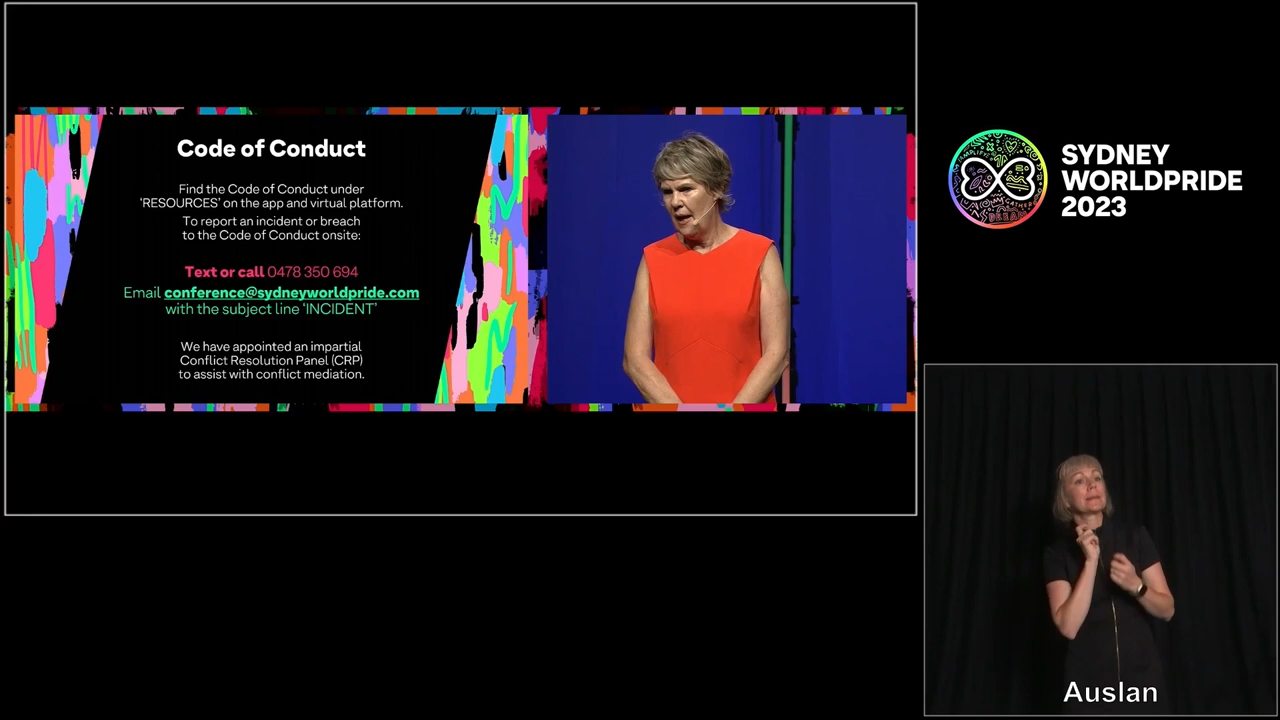 Code of Conduct
Find the Code of Conduct under
'RESOURCES' on the app and virtual platform.
To report an incident or breach
to the Code of Conduct onsite:
Text or call 0478 350 694
Email conference@sydneyworldpride.com
with the subject line 'INCIDENT'
We have appointed an impartial
Conflict Resolution Panel (CRP)
to assist with conflict mediation.
SYDNEY
WORLDPRIDE
2023
AMPLIFY
GATHER
DREAM
Auslan